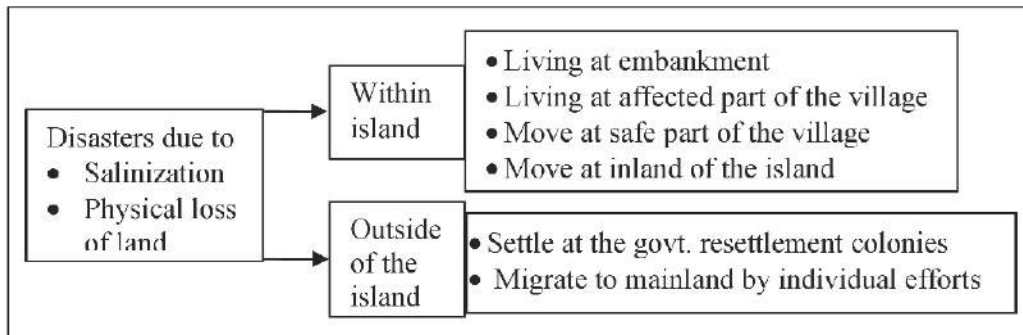 Disasters due to
• Salinization
• Physical loss
of land
Within
island
• Living at embankment
• Living at affected part of the village
• Move at safe part of the village
• Move at inland of the island
Outside
of the
island
• Settle at the govt. resettlement colonies
• Migrate to mainland by individual efforts